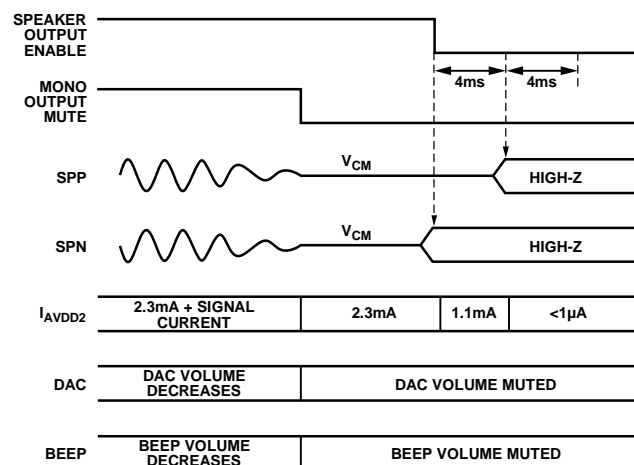 SPEAKER
OUTPUT
ENABLE
4ms 4ms
MONO
OUTPUT
MUTE
SPP
VCM
HIGH-Z
SPN
VCM
HIGH-Z
IAVDD2
2.3mA + SIGNAL
CURRENT
2.3mA
1.1mA
<1µA
DAC
DAC VOLUME
DECREASES
DAC VOLUME MUTED
BEEP
BEEP VOLUME
DECREASES
BEEP VOLUME MUTED